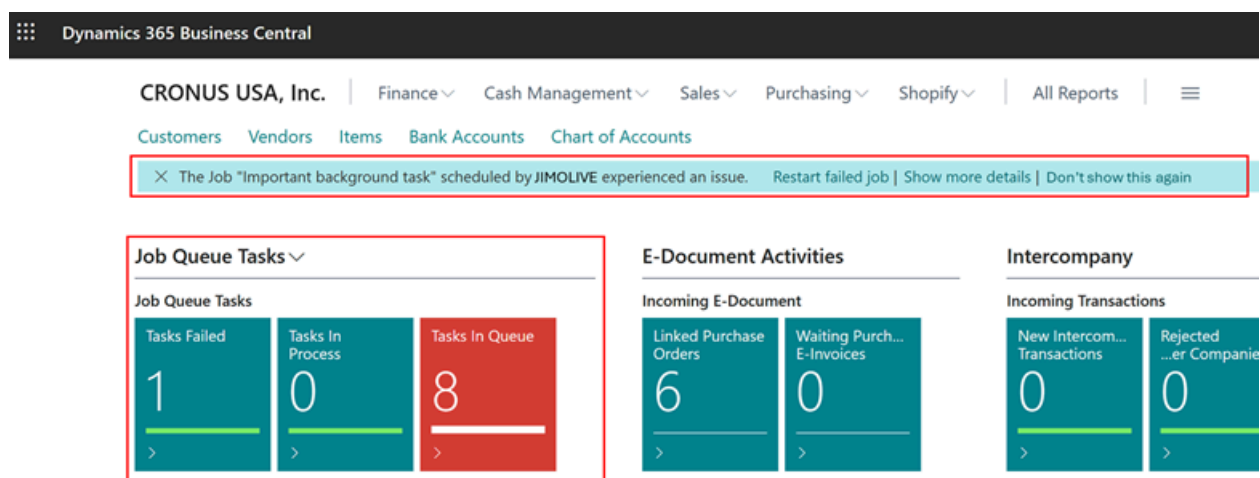 Dynamics 365 Business Central
CRONUS USA, Inc. | Finance Cash Management Sales Purchasing Shopify | All Reports |
Customers Vendors Items Bank Accounts Chart of Accounts
The Job "Important background task" scheduled by JIMOLIVE experienced an issue. Restart failed job | Show more details | Don't show this again
Job Queue Tasks
Job Queue Tasks
Tasks Failed
1
Tasks In
Process
0
Tasks In Queue
8
E-Document Activities
Incoming E-Document
Linked Purchase
Orders
6
Waiting Purch...
E-Invoices
0
Intercompany
Incoming Transactions
New Intercom...
Transactions
0
Rejected
...er Companie
0